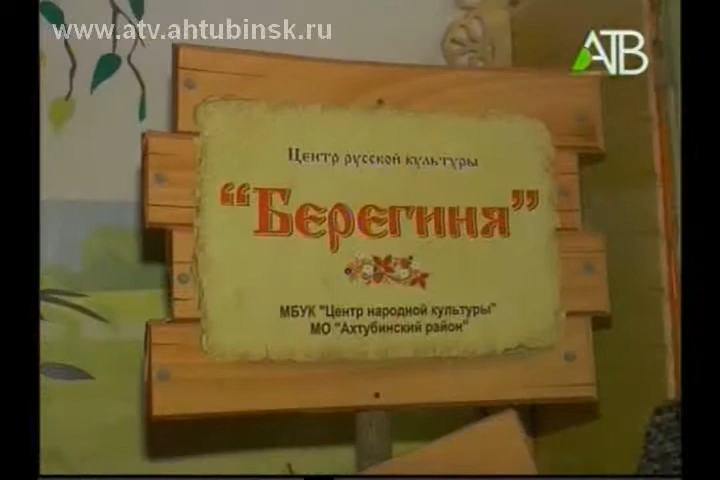 www.atv.ahtubinsk.ru
АТВ
Центр русской культуры
“Берегиня”
МБУК "Центр народной культуры"
МО "Ахтубинский район"